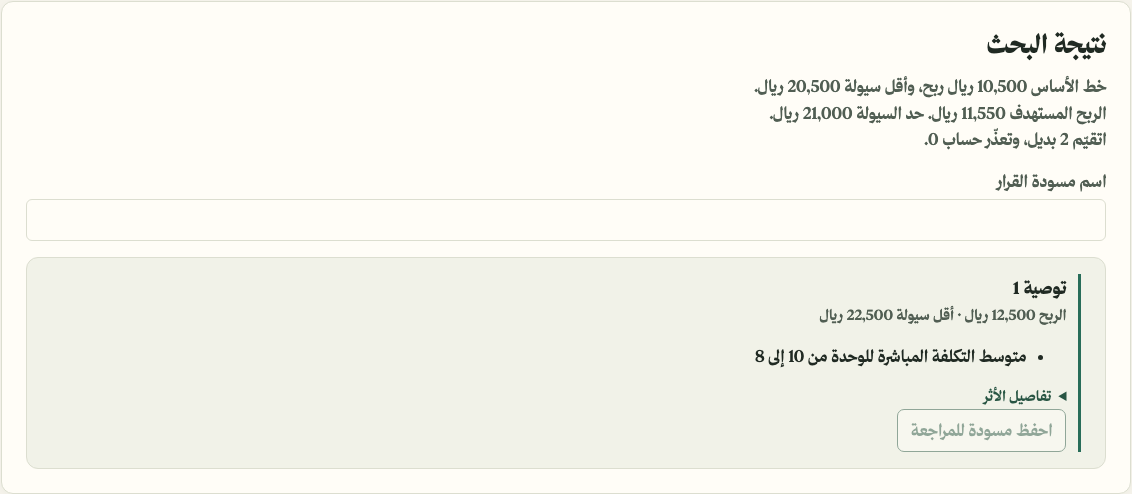 نتيجة البحث
خط الأساس 10,500 ريال ربح، وأقل سيولة 20,500 ريال.
الربح المستهدف 11,550 ريال. حد السيولة 21,000 ريال.
اتقيّم 2 بديل، وتعذّر حساب 0.
اسم مسودة القرار
توصية 1
الربح 12,500 ريال · أقل سيولة 22,500 ريال
• متوسط التكلفة المباشرة للوحدة من 10 إلى 8
تفاصيل الأثر
احفظ مسودة للمراجعة